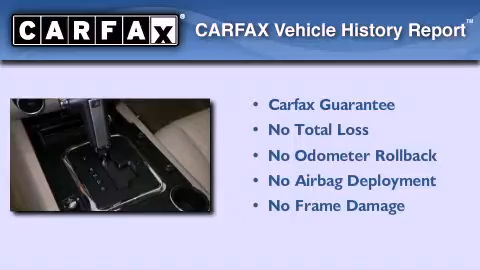 CARFAX® CARFAX Vehicle History Report™
• Carfax Guarantee
• No Total Loss
• No Odometer Rollback
• No Airbag Deployment
• No Frame Damage